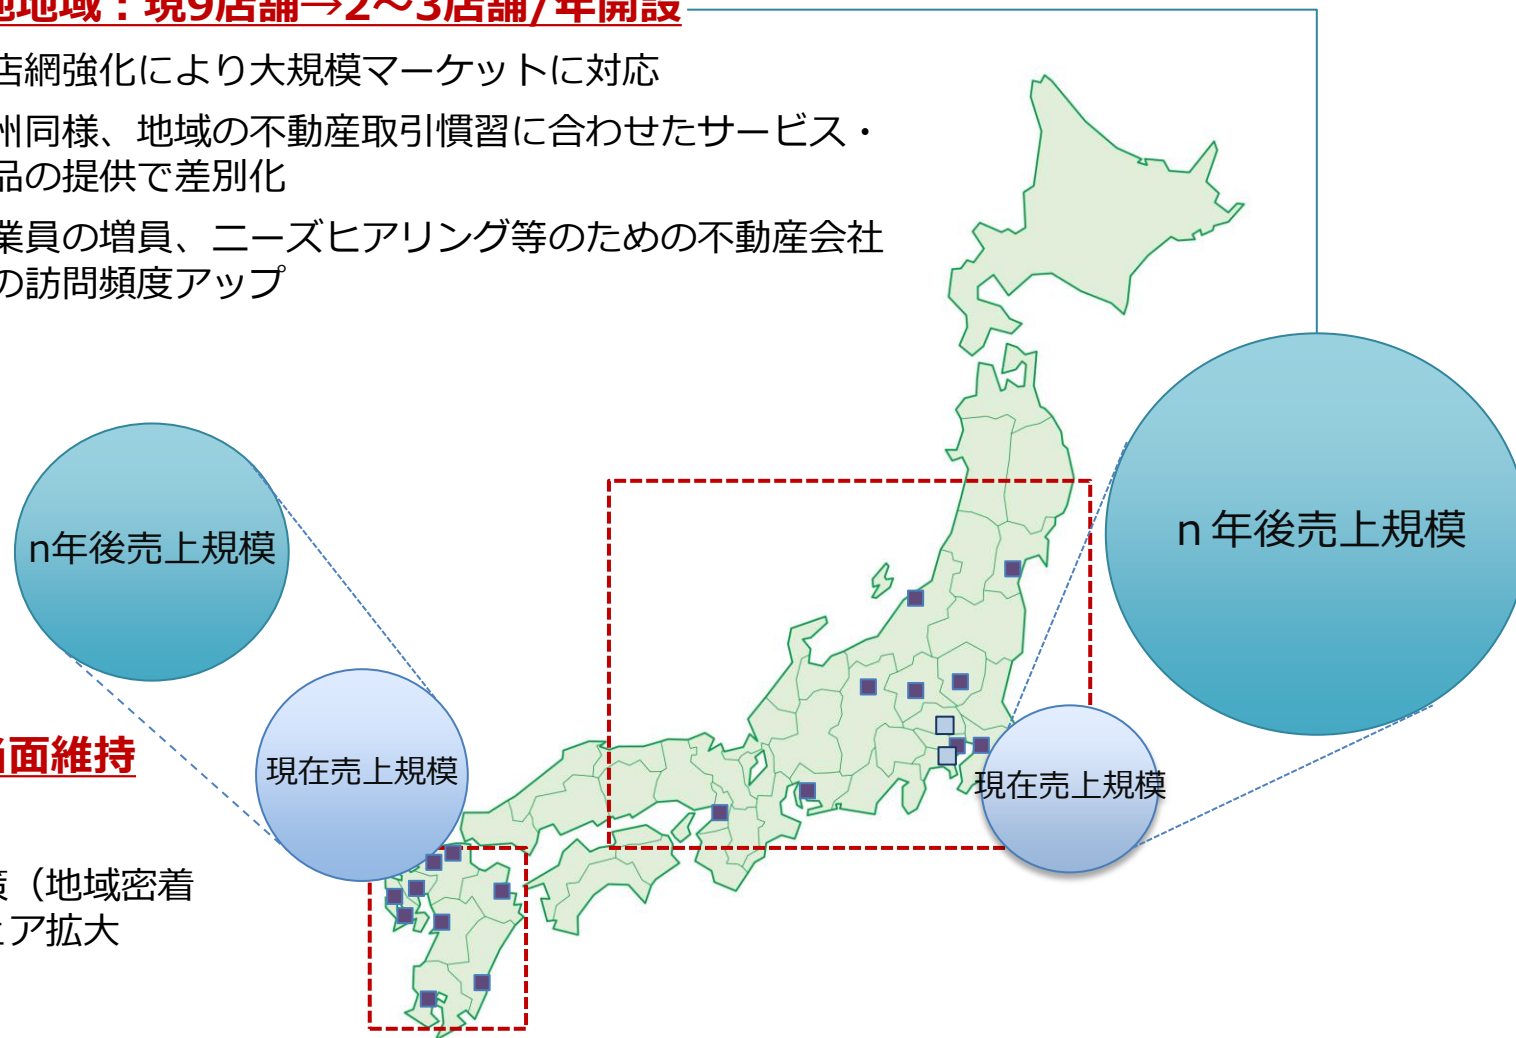 地域：現9店舗→2～3店舗/年開設
店網強化により大規模マーケットに対応
州同様、地域の不動産取引慣習に合わせたサービス・
品の提供で差別化
業員の増員、ニーズヒアリング等のための不動産会社
の訪問頻度アップ
n年後売上規模
n 年後売上規模
現在売上規模
現在売上規模
当面維持
策（地域密着
ェア拡大